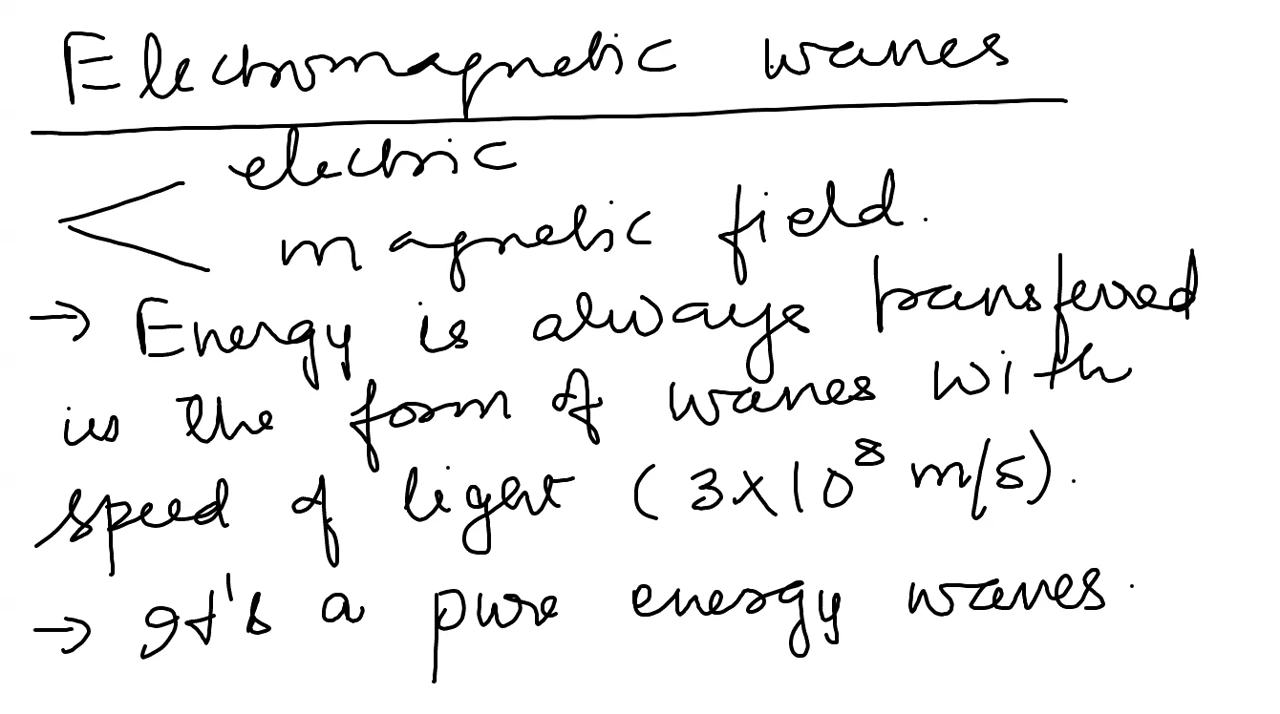 Electromagnetic waves
electric
magnetic field.
→ Energy is always transferred
in the form of waves with
speed of light (3×10⁸ m/s).
→ It's a pure energy waves.